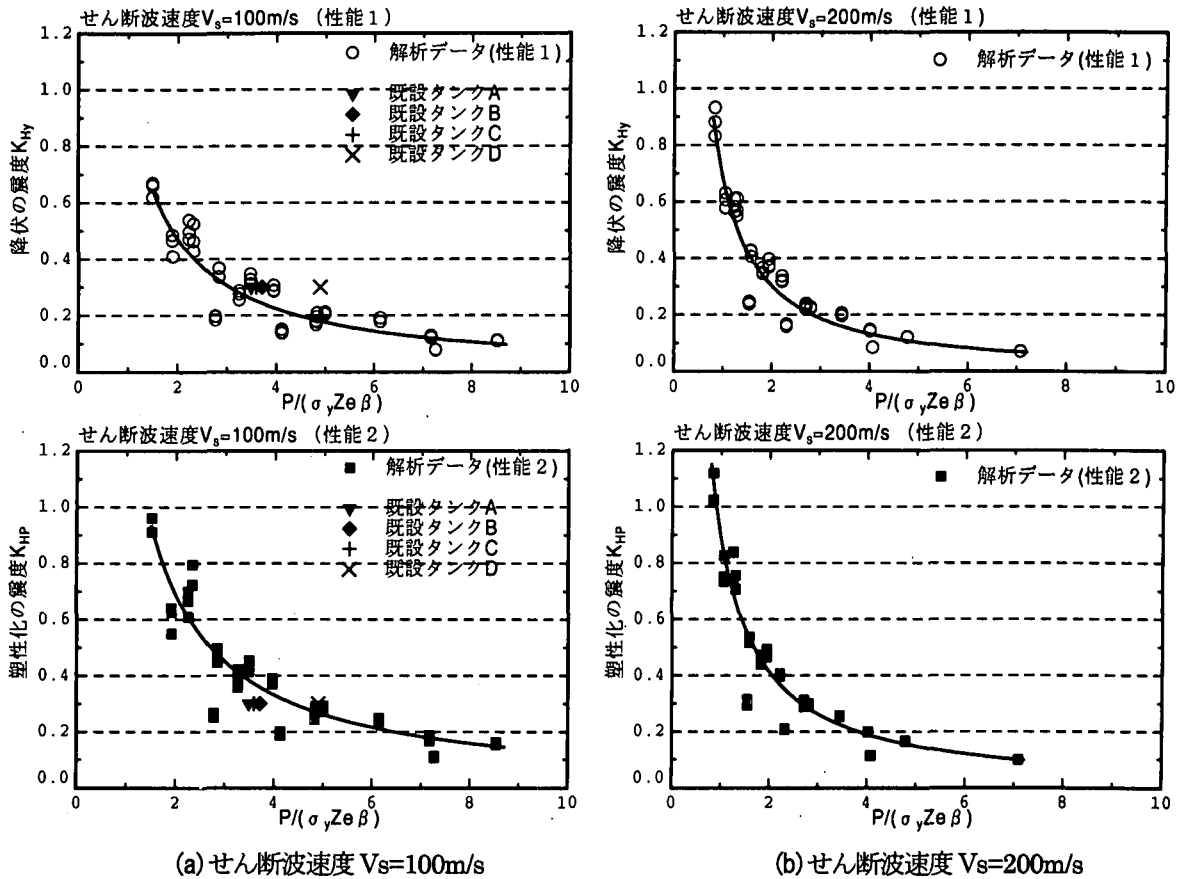 せん断波速度Vs=100m/s (性能1)
1.2
1.0
0.8
0.6
0.4
0.2
0.0
降伏の震度KHy
解析データ(性能1)
既設タンクA
既設タンクB
既設タンクC
既設タンクD
0 2 4 6 8 10
P/(σyZeβ)
せん断波速度Vs=200m/s (性能1)
1.2
1.0
0.8
0.6
0.4
0.2
0.0
降伏の震度KHy
解析データ(性能1)
0 2 4 6 8 10
P/(σyZeβ)
せん断波速度Vs=100m/s (性能2)
1.2
1.0
0.8
0.6
0.4
0.2
0.0
塑性化の震度KHP
解析データ(性能2)
既設タンクA
既設タンクB
既設タンクC
既設タンクD
0 2 4 6 8 10
P/(σyZeβ)
せん断波速度Vs=200m/s (性能2)
1.2
1.0
0.8
0.6
0.4
0.2
0.0
塑性化の震度KHP
解析データ(性能2)
0 2 4 6 8 10
P/(σyZeβ)
(a) せん断波速度 Vs=100m/s
(b) せん断波速度 Vs=200m/s